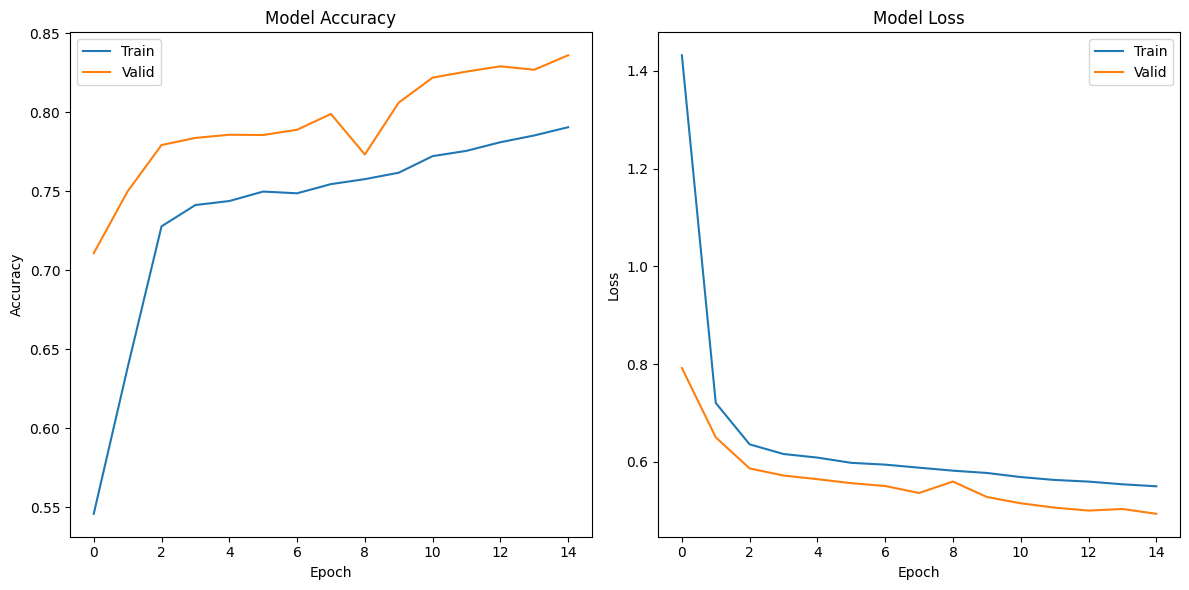 Model Accuracy
Train
Valid
0.85
0.80
0.75
0.70
0.65
0.60
0.55
Accuracy
0 2 4 6 8 10 12 14
Epoch
Model Loss
Train
Valid
1.4
1.2
1.0
0.8
0.6
Loss
0 2 4 6 8 10 12 14
Epoch